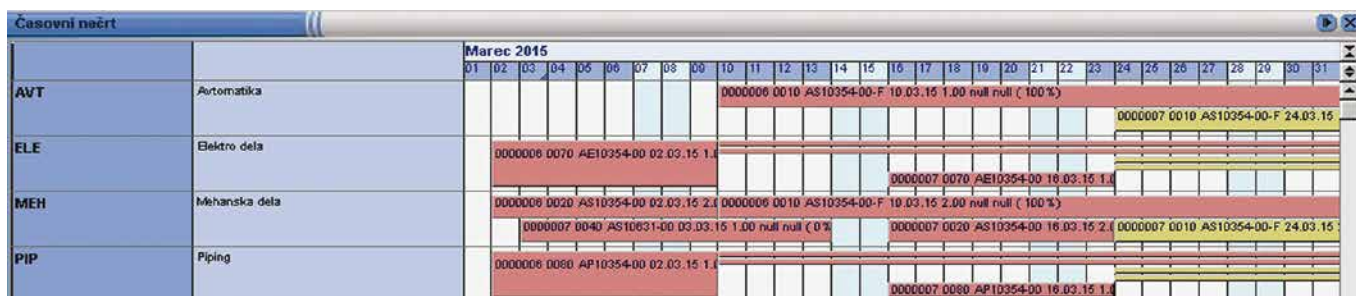 Časovni načrt
Marec 2015
01 02 03 04 05 06 07 08 09 10 11 12 13 14 15 16 17 18 19 20 21 22 23 24 25 26 27 28 29 30 31
AVT Avtomatika 0000006 0010 AS10354-00-F 10.03.15 1.00 null null ( 100%)
0000007 0010 AS10354-00-F 24.03.15
ELE Elektro dela 0000006 0070 AE10354-00 02.03.15 1.0
0000007 0070 AE10354-00 16.03.15 1.0
MEH Mehanska dela 0000006 0020 AS10354-00 02.03.15 2.0 0000006 0010 AS10354-00-F 10.03.15 2.00 null null ( 100%)
0000007 0040 AS10631-00 03.03.15 1.00 null null ( 0% 0000007 0020 AS10354-00 16.03.15 2.0 0000007 0010 AS10354-00-F 24.03.15
PIP Piping 0000006 0080 AP10354-00 02.03.15 1.0
0000007 0080 AP10354-00 16.03.15 1.0